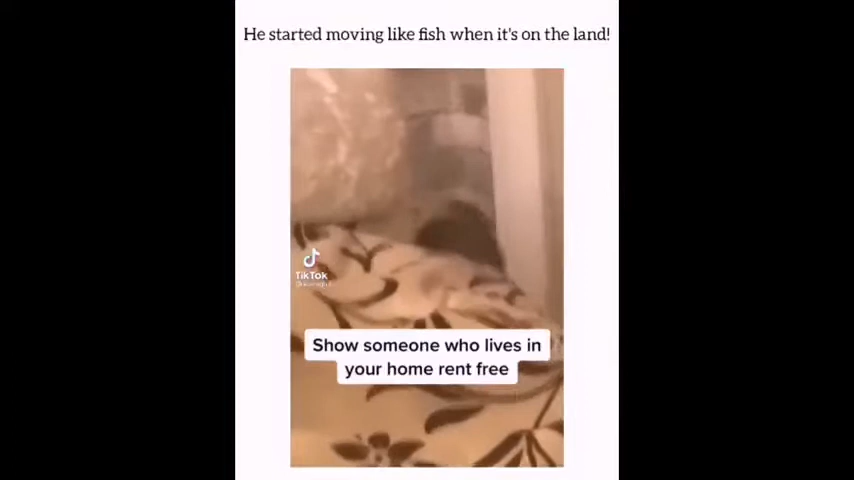 He started moving like fish when it's on the land!
TikTok
Show someone who lives in
your home rent free